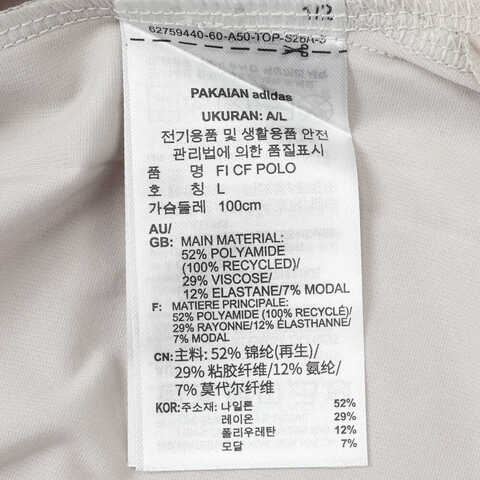 1/2
62759440-60-A50-TOP-S26A-S
PAKAIAN adidas
UKURAN: A/L
전기용품 및 생활용품 안전
관리법에 의한 품질표시
품 명 FI CF POLO
호 칭 L
가슴둘레 100cm
AU/
GB: MAIN MATERIAL:
52% POLYAMIDE
(100% RECYCLED)/
29% VISCOSE/
12% ELASTANE/7% MODAL
F: MATIERE PRINCIPALE:
52% POLYAMIDE (100% RECYCLÉ)/
29% RAYONNE/12% ÉLASTHANNE/
7% MODAL
CN: 主料: 52% 锦纶(再生)/
29% 粘胶纤维/12% 氨纶/
7% 莫代尔纤维
KOR: 주소재: 나일론 52%
레이온 29%
폴리우레탄 12%
모달 7%